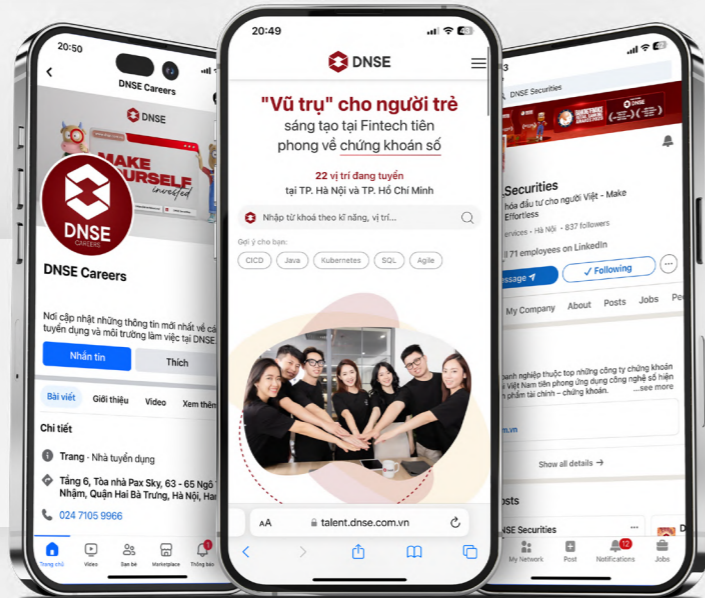 20:50
DNSE Careers
DNSE
MAKE
YOURSELF
invested
DNSE
CAREERS
DNSE Careers
Nơi cập nhật những thông tin mới nhất về
tuyển dụng và môi trường làm việc tại DNSE
Nhắn tin
Thích
Bài viết
Giới thiệu
Video
Xem thêm
Chi tiết
Trang · Nhà tuyển dụng
Tầng 6, Tòa nhà Pax Sky, 63 - 65 Ngô
Nhậm, Quận Hai Bà Trưng, Hà Nội,
024 7105 9966
Trang chủ
Video
Bạn bè
Marketplace
Thông báo
20:49
DNSE
"Vũ trụ" cho người trẻ
sáng tạo tại Fintech tiên
phong về chứng khoán số
22 vị trí đang tuyển
tại TP. Hà Nội và TP. Hồ Chí Minh
Nhập từ khoá theo kĩ năng, vị trí...
Gợi ý cho bạn:
CICD
Java
Kubernetes
SQL
Agile
AA
talent.dnse.com.vn
DNSE Securities
Securities
hóa đầu tư cho người Việt - Make
Effortless
ervices - Hà Nội - 837 followers
71 employees on LinkedIn
ssage
Following
My Company
About
Posts
Jobs
oanh nghiệp thuộc top những công ty chứng khoán
i Việt Nam tiên phong ứng dụng công nghệ số hiện
n phẩm tài chính – chứng khoán.
...see more
m.vn
Show all details →
osts
NSE Securities
My Network
Post
12
Notifications
Jobs